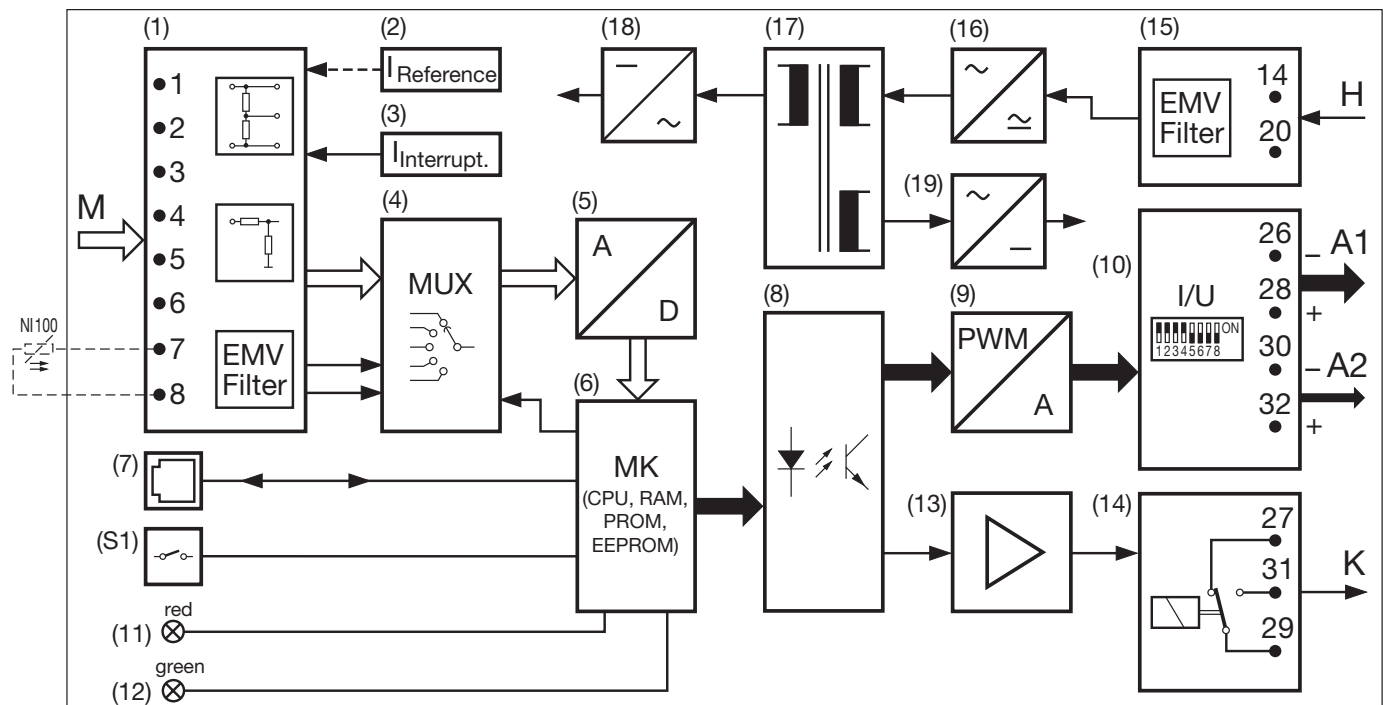 (1)
(2)
(18)
(17)
(16)
(15)
1
2
3
4
5
6
7
8
I Reference
(3)
I Interrupt.
– ~
~ ≃
EMV
Filter
14
20
H
M
(4)
MUX
(5)
A
D
(19)
~ –
(10)
I/U
ON
12345678
26
28
30
32
– A1
+
– A2
+
NI100
EMV
Filter
(6)
MK
(CPU, RAM,
PROM,
EEPROM)
(8)
(9)
PWM
A
(7)
(S1)
(13)
(14)
27
31
29
K
red
(11)
green
(12)